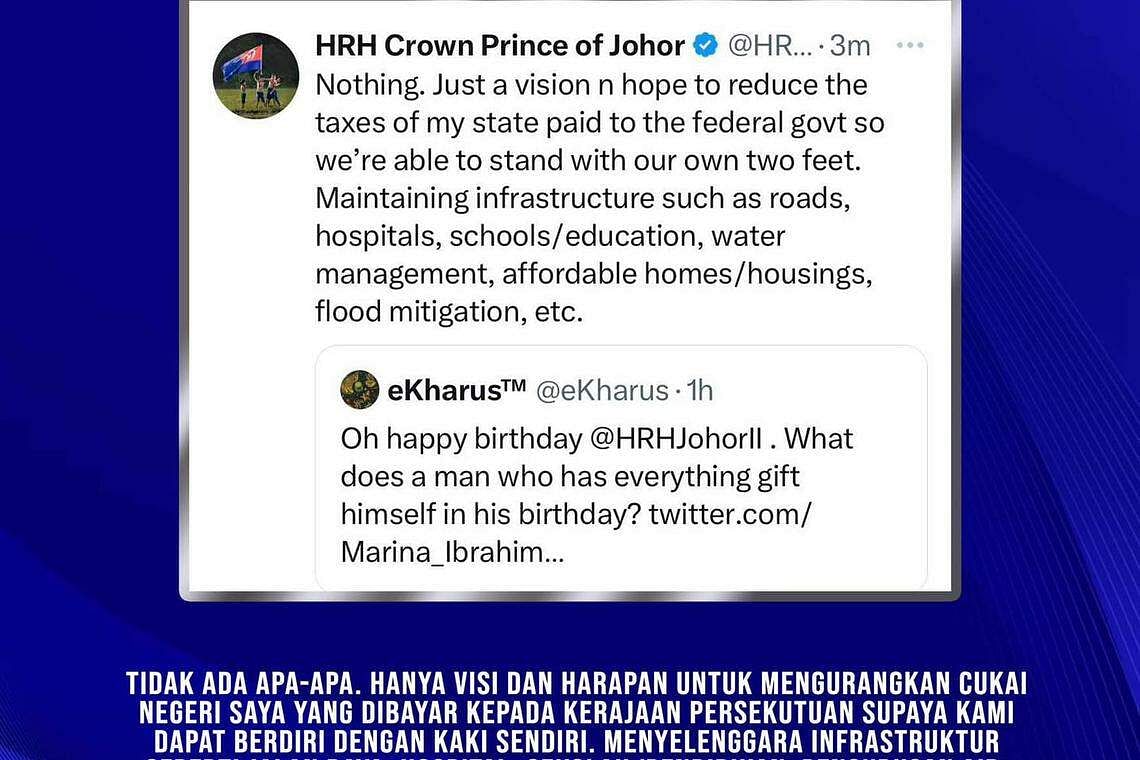 HRH Crown Prince of Johor @HR... · 3m
Nothing. Just a vision n hope to reduce the
taxes of my state paid to the federal govt so
we’re able to stand with our own two feet.
Maintaining infrastructure such as roads,
hospitals, schools/education, water
management, affordable homes/housings,
flood mitigation, etc.
eKharus™ @eKharus · 1h
Oh happy birthday @HRHJohorII . What
does a man who has everything gift
himself in his birthday? twitter.com/
Marina_Ibrahim...
TIDAK ADA APA-APA. HANYA VISI DAN HARAPAN UNTUK MENGURANGKAN CUKAI
NEGERI SAYA YANG DIBAYAR KEPADA KERAJAAN PERSEKUTUAN SUPAYA KAMI
DAPAT BERDIRI DENGAN KAKI SENDIRI. MENYELENGGARA INFRASTRUKTUR